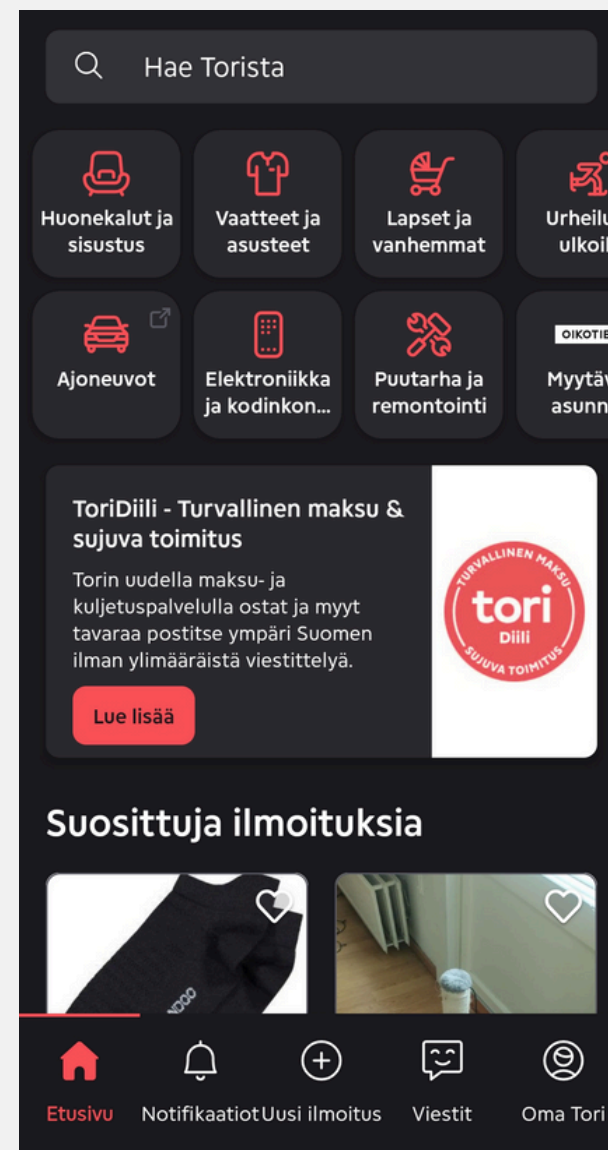 Hae Torista
Huonekalut ja
sisustus
Vaatteet ja
asusteet
Lapset ja
vanhemmat
Ajoneuvot
Elektroniikka
ja kodinkon...
Puutarha ja
remontointi
OIKOTIE
asunn
ToriDiili - Turvallinen maksu &
sujuva toimitus
Torin uudella maksu- ja
kuljetuspalvelulla ostat ja myyt
tavaraa postitse ympäri Suomen
ilman ylimääräistä viestittelyä.
Lue lisää
TURVALLINEN MAKSU
tori
Diili
SUJUVA TOIMITUS
Suosittuja ilmoituksia
Etusivu
Notifikaatiot
Uusi ilmoitus
Viestit
Oma Tori